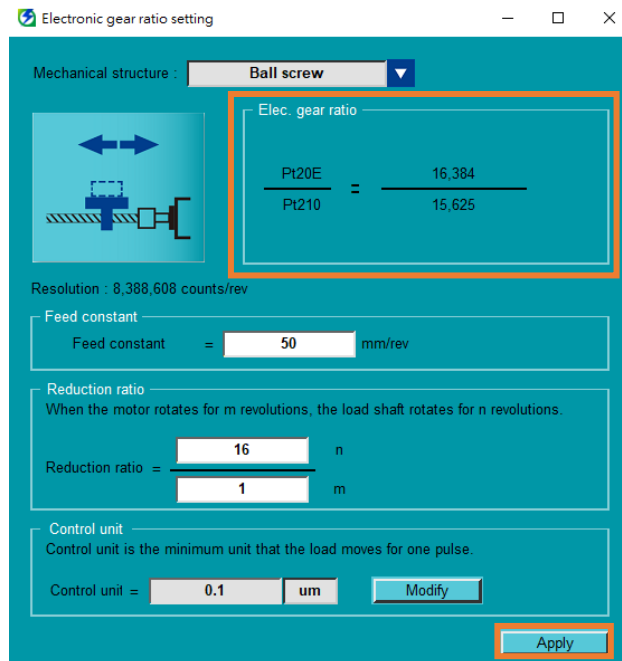 Electronic gear ratio setting
Mechanical structure : Ball screw
Elec. gear ratio
Pt20E = 16,384
Pt210 15,625
Resolution : 8,388,608 counts/rev
Feed constant
Feed constant = 50 mm/rev
Reduction ratio
When the motor rotates for m revolutions, the load shaft rotates for n revolutions.
16 n
Reduction ratio =
1 m
Control unit
Control unit is the minimum unit that the load moves for one pulse.
Control unit = 0.1 um Modify
Apply